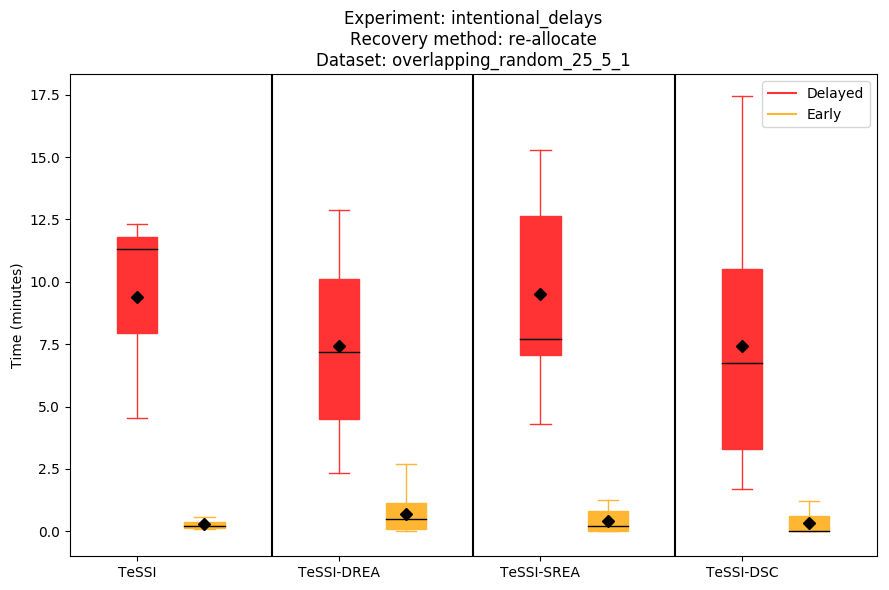 Experiment: intentional_delays
Recovery method: re-allocate
Dataset: overlapping_random_25_5_1
Delayed
Early
Time (minutes)
17.5
15.0
12.5
10.0
7.5
5.0
2.5
0.0
TeSSI
TeSSI-DREA
TeSSI-SREA
TeSSI-DSC